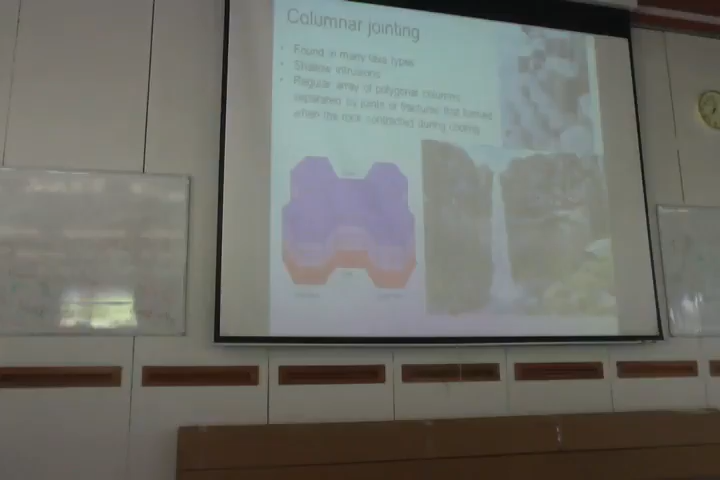 Columnar jointing
Found in many lava types
Shallow intrusions
Regular array of polygonal columns
separated by joints or fractures that formed
when the rock contracted during cooling